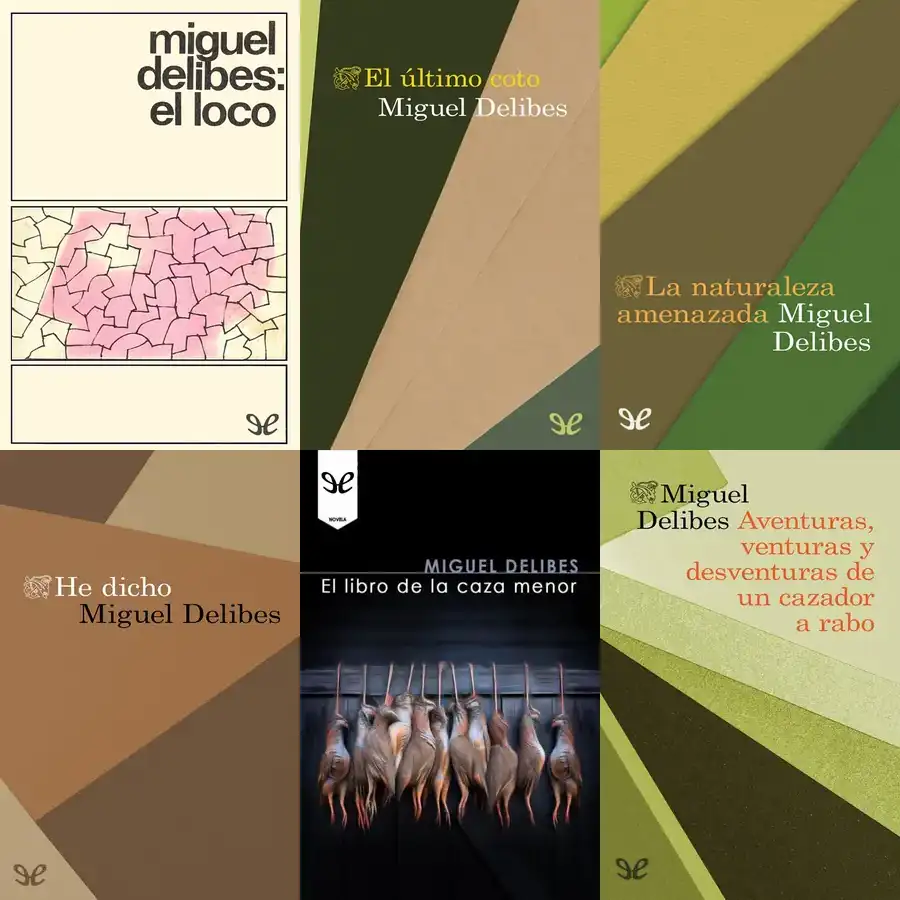 miguel
delibes:
el loco
El último coto
Miguel Delibes
La naturaleza
amenazada Miguel
Delibes
He dicho
Miguel Delibes
NOVELA
MIGUEL DELIBES
El libro de la caza menor
Miguel
Delibes Aventuras,
venturas y
desventuras de
un cazador
a rabo